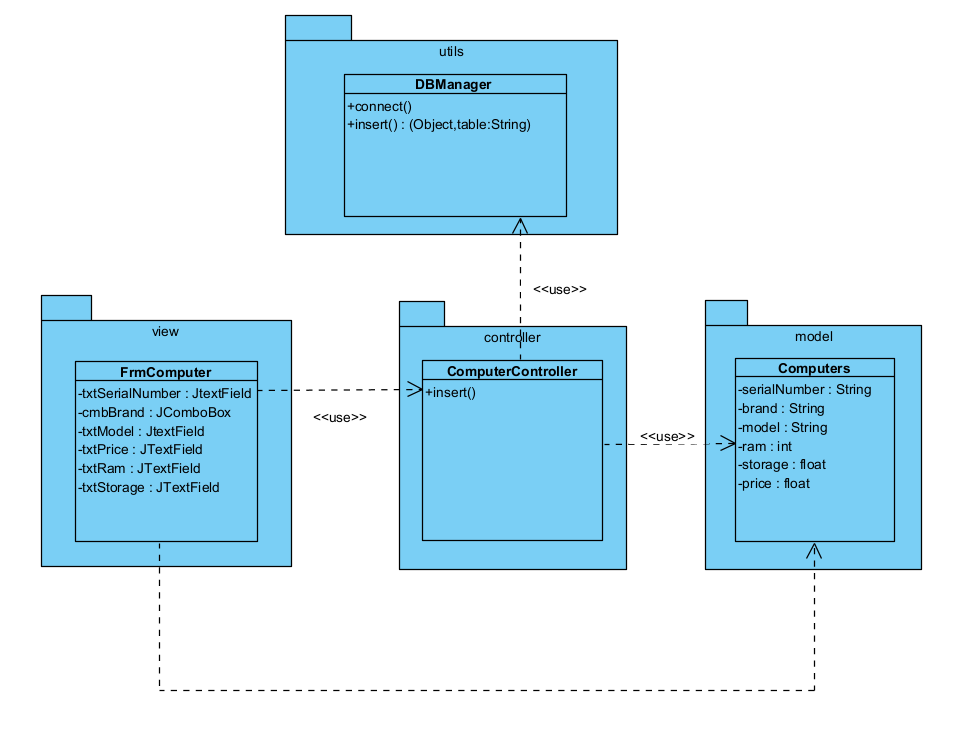 utils
DBManager
+connect()
+insert() : (Object,table:String)
<<use>>
view
FrmComputer
-txtSerialNumber : JtextField
-cmbBrand : JComboBox
-txtModel : JtextField
-txtPrice : JTextField
-txtRam : JTextField
-txtStorage : JTextField
<<use>>
controller
ComputerController
+insert()
<<use>>
model
Computers
-serialNumber : String
-brand : String
-model : String
-ram : int
-storage : float
-price : float